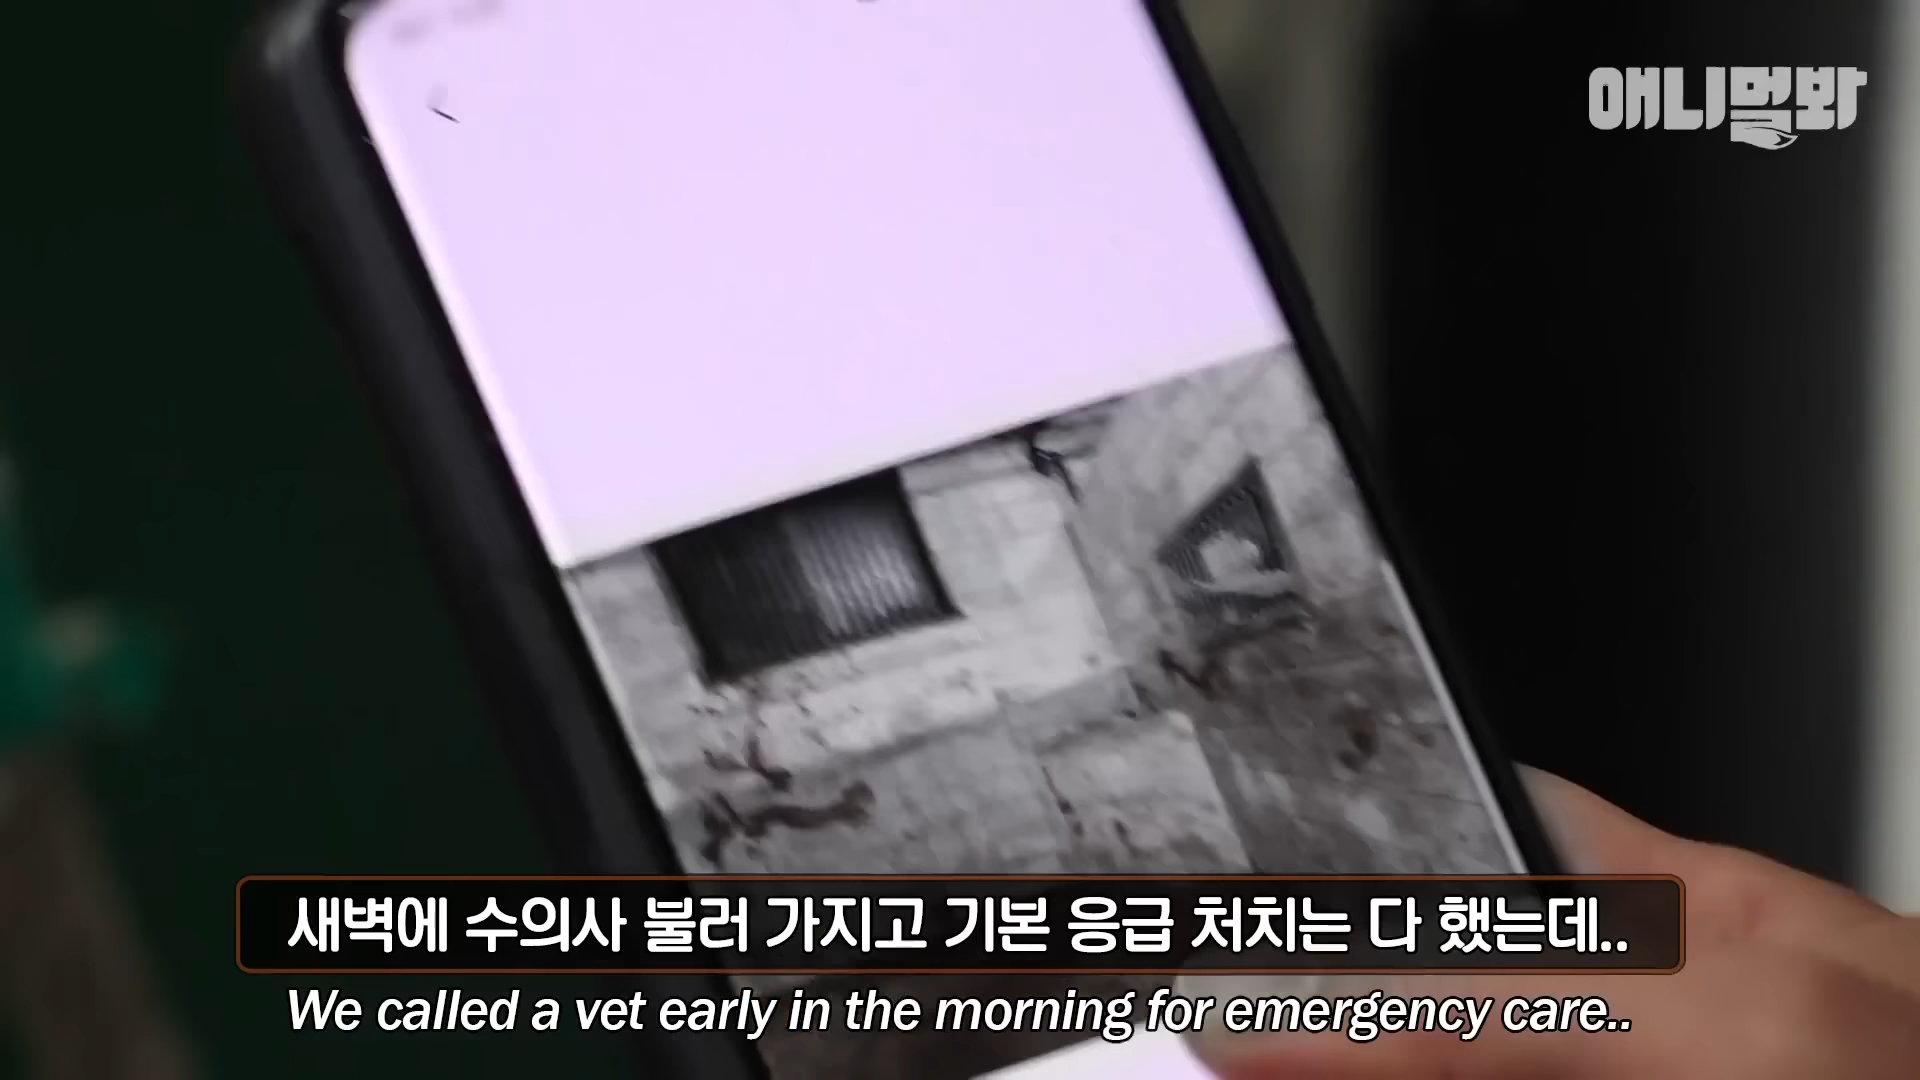 애니멀봐
새벽에 수의사 불러 가지고 기본 응급 처치는 다 했는데..
We called a vet early in the morning for emergency care..